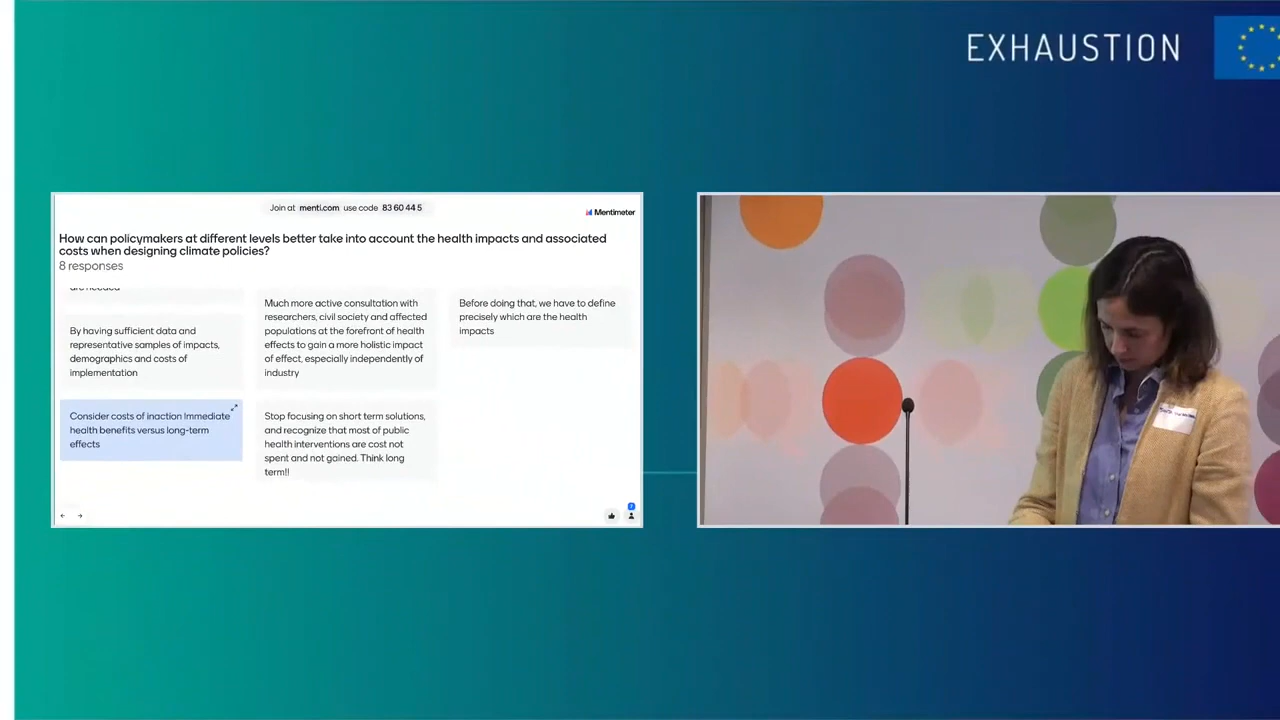 EXHAUSTION
Join at menti.com use code 83 60 44 5
Mentimeter
How can policymakers at different levels better take into account the health impacts and associated
costs when designing climate policies?
8 responses
are needed
By having sufficient data and
representative samples of impacts,
demographics and costs of
implementation
Consider costs of inaction Immediate
health benefits versus long-term
effects
Much more active consultation with
researchers, civil society and affected
populations at the forefront of health
effects to gain a more holistic impact
of effect, especially independently of
industry
Stop focusing on short term solutions,
and recognize that most of public
health interventions are cost not
spent and not gained. Think long
term!!
Before doing that, we have to define
precisely which are the health
impacts